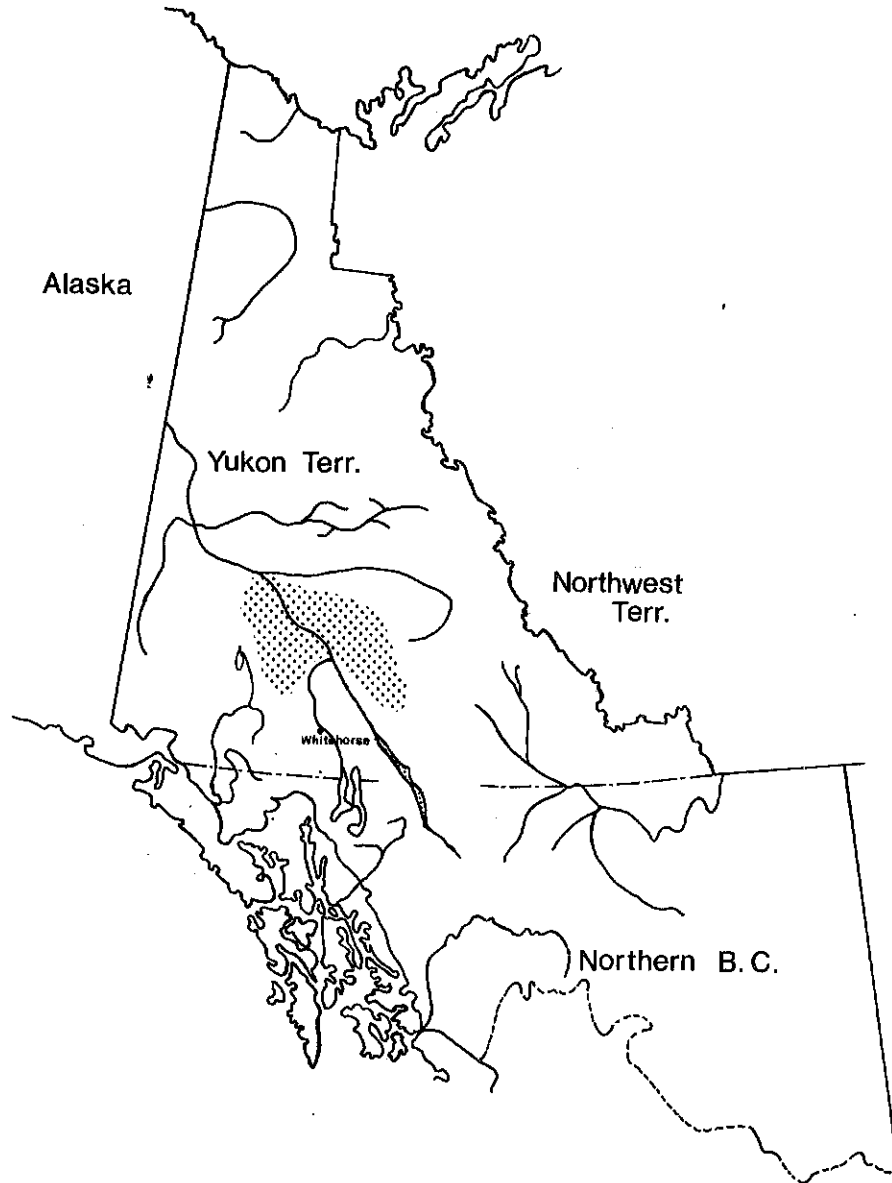 Alaska
Yukon Terr.
Northwest
Terr.
Whitehorse
Northern B. C.